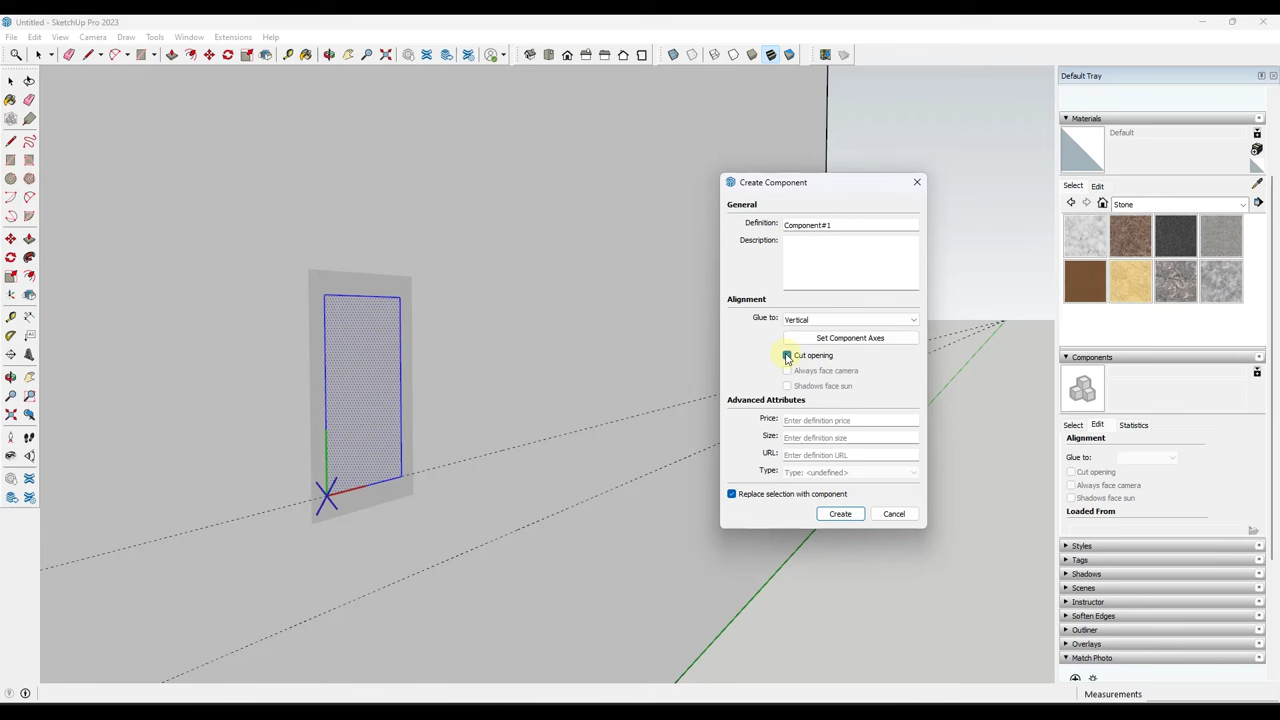 Untitled - SketchUp Pro 2023
File Edit View Camera Draw Tools Window Extensions Help
Default Tray
Materials
Default
Select Edit
Stone
Create Component
General
Definition: Component#1
Description:
Alignment
Glue to: Vertical
Set Component Axes
Cut opening
Always face camera
Shadows face sun
Advanced Attributes
Price: Enter definition price
Size: Enter definition size
URL: Enter definition URL
Type: Type: <undefined>
Replace selection with component
Create Cancel
Components
Select Edit Statistics
Alignment
Glue to:
Cut opening
Always face camera
Shadows face sun
Loaded From
Styles
Tags
Shadows
Scenes
Instructor
Soften Edges
Outliner
Overlays
Match Photo
Measurements